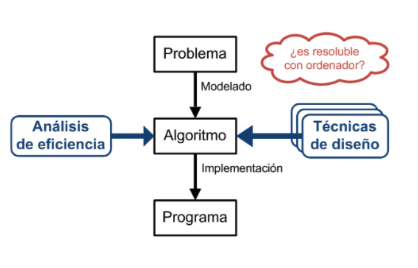 Problema
¿es resoluble
con ordenador?
Modelado
Análisis
de eficiencia
Algoritmo
Técnicas
de diseño
Implementación
Programa